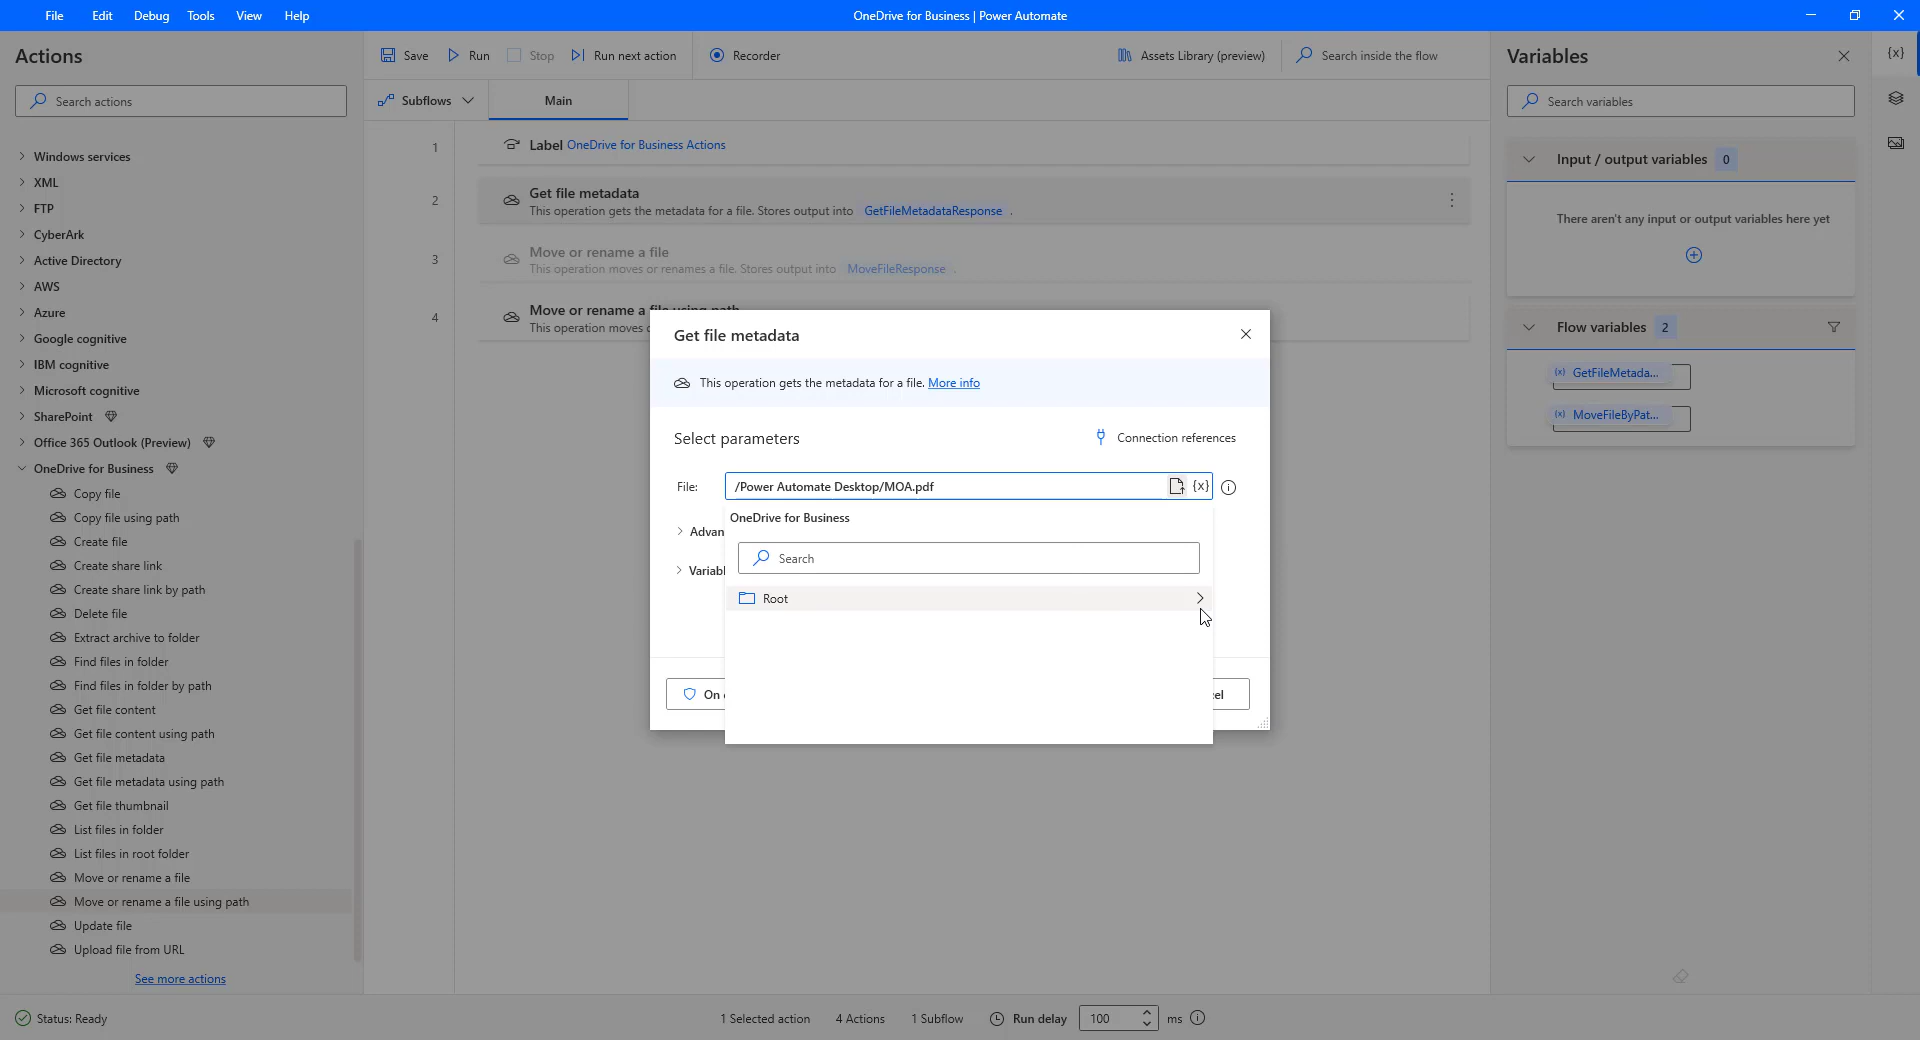 File Edit Debug Tools View Help
OneDrive for Business | Power Automate
Actions
Search actions
Windows services
XML
FTP
CyberArk
Active Directory
AWS
Azure
Google cognitive
IBM cognitive
Microsoft cognitive
SharePoint
Office 365 Outlook (Preview)
OneDrive for Business
Copy file
Copy file using path
Create file
Create share link
Create share link by path
Delete file
Extract archive to folder
Find files in folder
Find files in folder by path
Get file content
Get file content using path
Get file metadata
Get file metadata using path
Get file thumbnail
List files in folder
List files in root folder
Move or rename a file
Move or rename a file using path
Update file
Upload file from URL
See more actions
Save Run Stop Run next action Recorder
Assets Library (preview) Search inside the flow
Subflows Main
1 Label OneDrive for Business Actions
2 Get file metadata
This operation gets the metadata for a file. Stores output into GetFileMetadataResponse .
3 Move or rename a file
This operation moves or renames a file. Stores output into MoveFileResponse .
4 Move or rename a file using path
This operation moves
Get file metadata
This operation gets the metadata for a file. More info
Select parameters Connection references
File: /Power Automate Desktop/MOA.pdf {x}
OneDrive for Business
Advan
Search
Variabl
Root
On
cel
Variables
Search variables
Input / output variables 0
There aren't any input or output variables here yet
Flow variables 2
(x) GetFileMetada...
(x) MoveFileByPat...
{x}
Status: Ready 1 Selected action 4 Actions 1 Subflow Run delay 100 ms